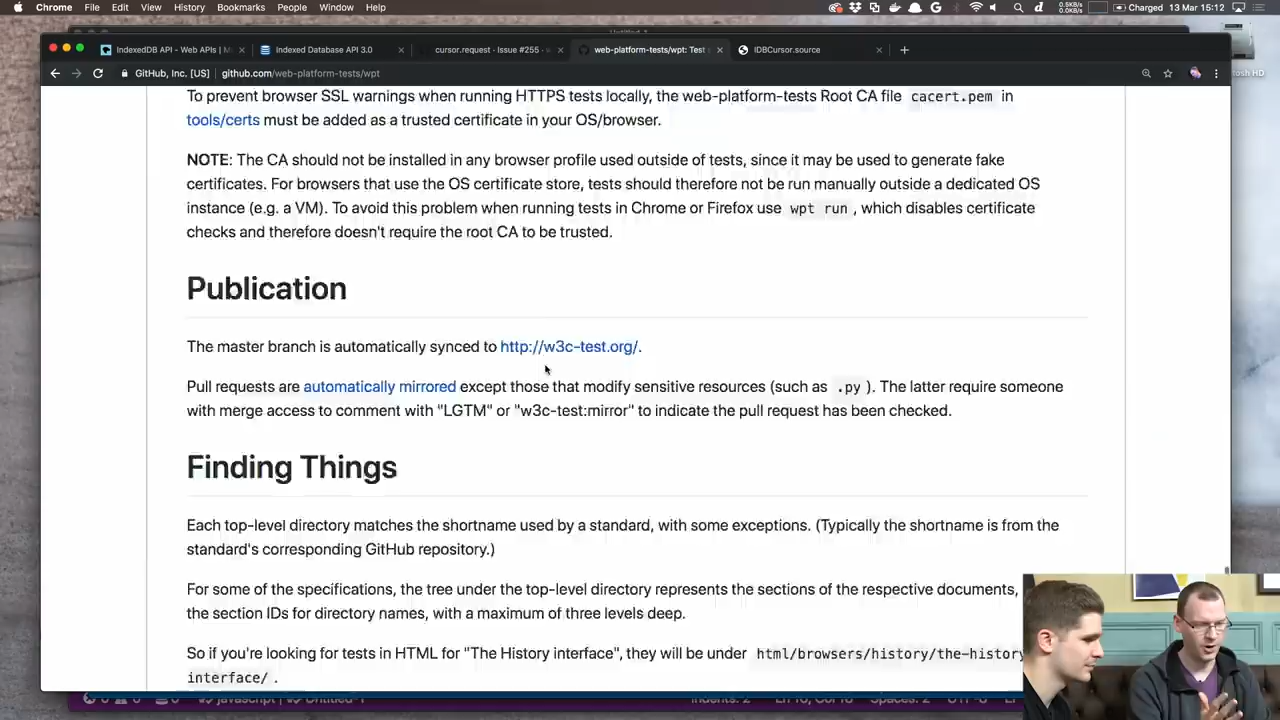 Chrome File Edit View History Bookmarks People Window Help
0.5KB/s
0.0KB/s
Charged 13 Mar 15:12
Untitled-1
IndexedDB API - Web APIs | M
Indexed Database API 3.0
cursor.request · Issue #255 · w
web-platform-tests/wpt: Test
IDBCursor.source
GitHub, Inc. [US] github.com/web-platform-tests/wpt
tosh HD
To prevent browser SSL warnings when running HTTPS tests locally, the web-platform-tests Root CA file cacert.pem in
tools/certs must be added as a trusted certificate in your OS/browser.
NOTE: The CA should not be installed in any browser profile used outside of tests, since it may be used to generate fake
certificates. For browsers that use the OS certificate store, tests should therefore not be run manually outside a dedicated OS
instance (e.g. a VM). To avoid this problem when running tests in Chrome or Firefox use wpt run , which disables certificate
checks and therefore doesn't require the root CA to be trusted.
Publication
The master branch is automatically synced to http://w3c-test.org/.
Pull requests are automatically mirrored except those that modify sensitive resources (such as .py ). The latter require someone
with merge access to comment with "LGTM" or "w3c-test:mirror" to indicate the pull request has been checked.
Finding Things
Each top-level directory matches the shortname used by a standard, with some exceptions. (Typically the shortname is from the
standard's corresponding GitHub repository.)
For some of the specifications, the tree under the top-level directory represents the sections of the respective documents,
the section IDs for directory names, with a maximum of three levels deep.
So if you're looking for tests in HTML for "The History interface", they will be under html/browsers/history/the-history
interface/ .